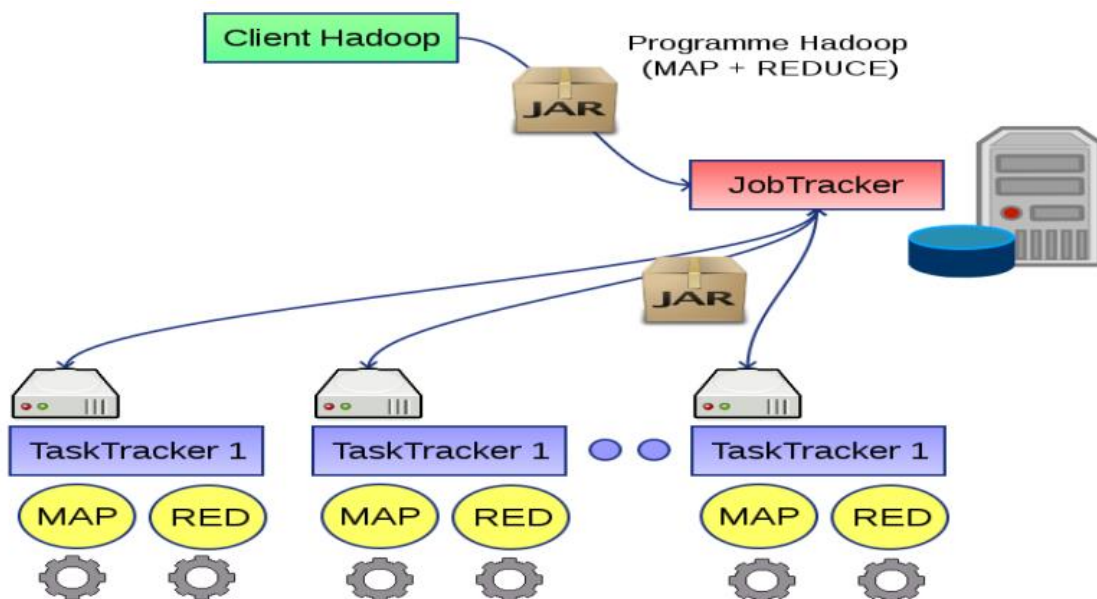 Client Hadoop
Programme Hadoop
(MAP + REDUCE)
JAR
JobTracker
JAR
TaskTracker 1
TaskTracker 1
TaskTracker 1
MAP
RED
MAP
RED
MAP
RED